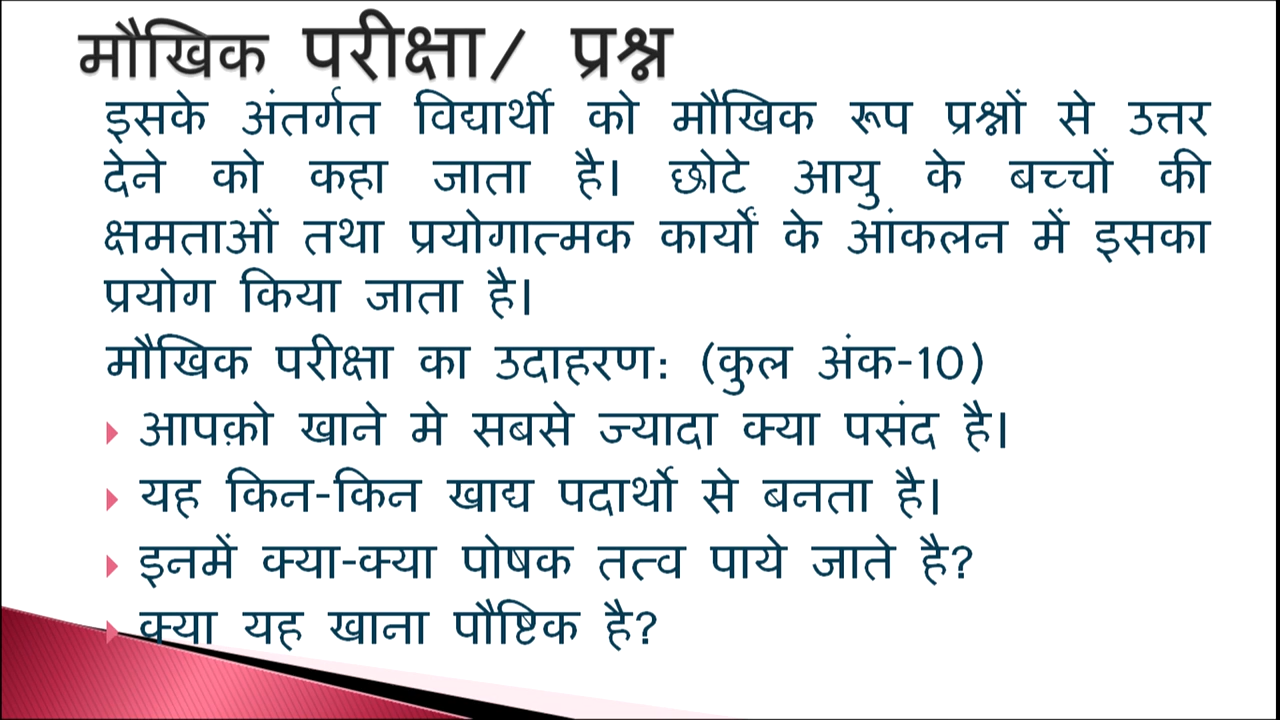 मौखिक परीक्षा/ प्रश्न
इसके अंतर्गत विद्यार्थी को मौखिक रूप प्रश्नों से उत्तर
देने को कहा जाता है। छोटे आयु के बच्चों की
क्षमताओं तथा प्रयोगात्मक कार्यों के आंकलन में इसका
प्रयोग किया जाता है।
मौखिक परीक्षा का उदाहरण: (कुल अंक-10)
आपक़ो खाने मे सबसे ज्यादा क्या पसंद है।
यह किन-किन खाद्य पदार्थो से बनता है।
इनमें क्या-क्या पोषक तत्व पाये जाते है?
क्या यह खाना पौष्टिक है?